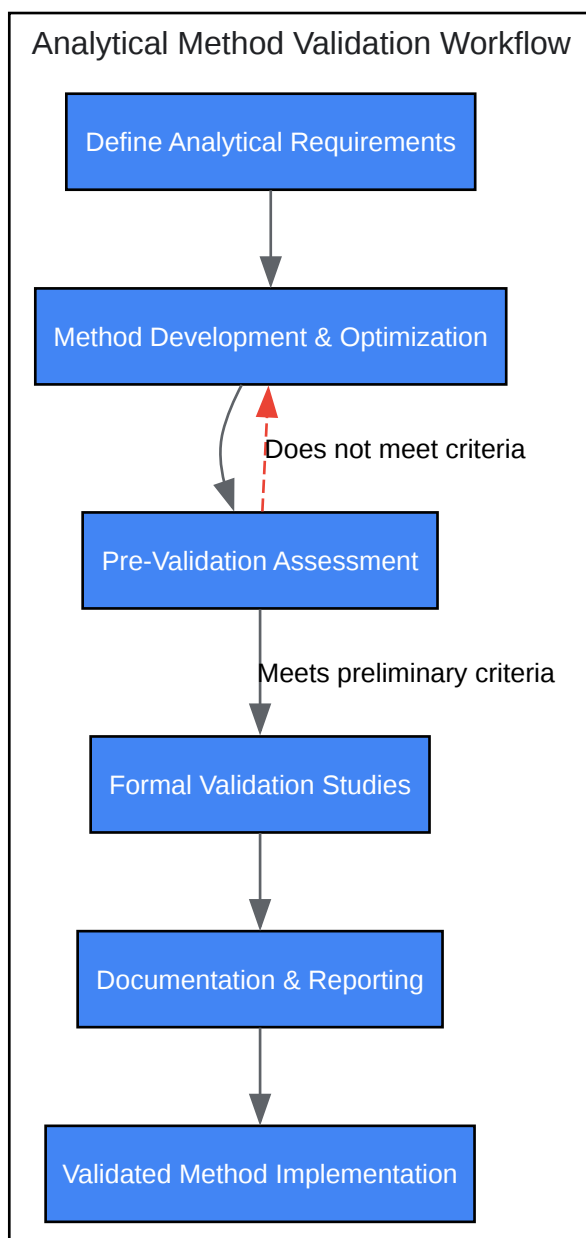 Analytical Method Validation Workflow
Define Analytical Requirements
Method Development & Optimization
Does not meet criteria
Pre-Validation Assessment
Meets preliminary criteria
Formal Validation Studies
Documentation & Reporting
Validated Method Implementation